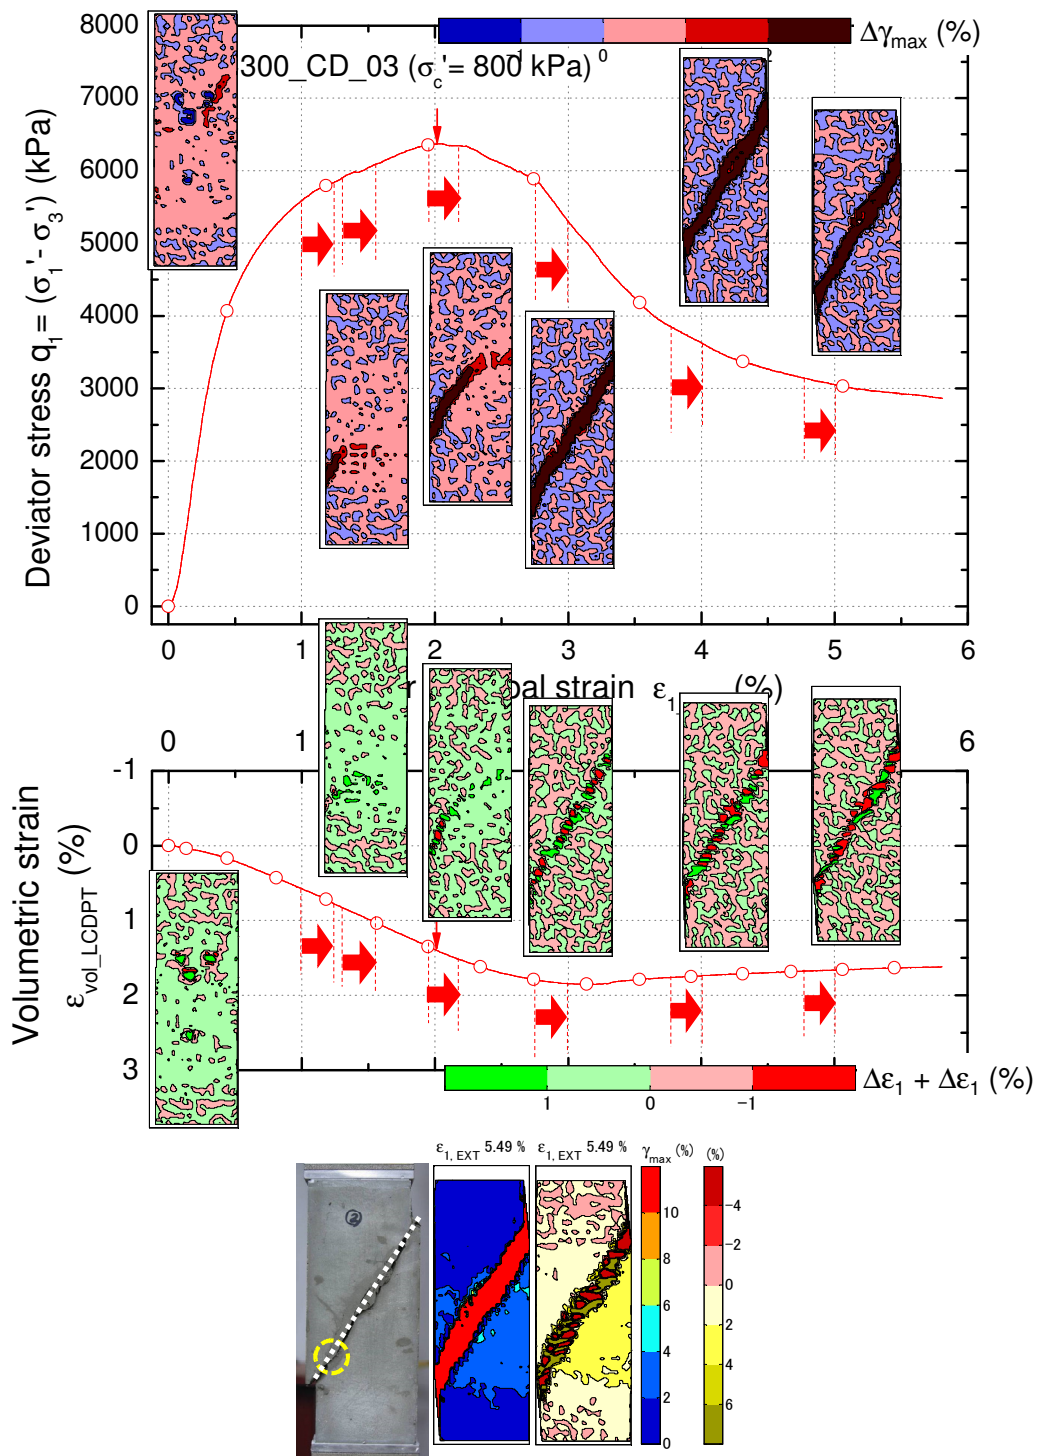 8000
7000
6000
5000
4000
3000
2000
1000
0
Deviator stress q1 = (σ1' - σ3') (kPa)
Δγmax (%)
0
300_CD_03 (σc' = 800 kPa)
0 1 2 3 4 5 6
bal strain ε1 (%)
0 1 6
-1
0
1
2
3
Volumetric strain
εvol_LCDPT (%)
Δε1 + Δε1 (%)
1 0 -1
ε1, EXT 5.49 %
ε1, EXT 5.49 %
γmax (%)
(%)
10
8
6
4
2
0
-4
-2
0
2
4
6
②